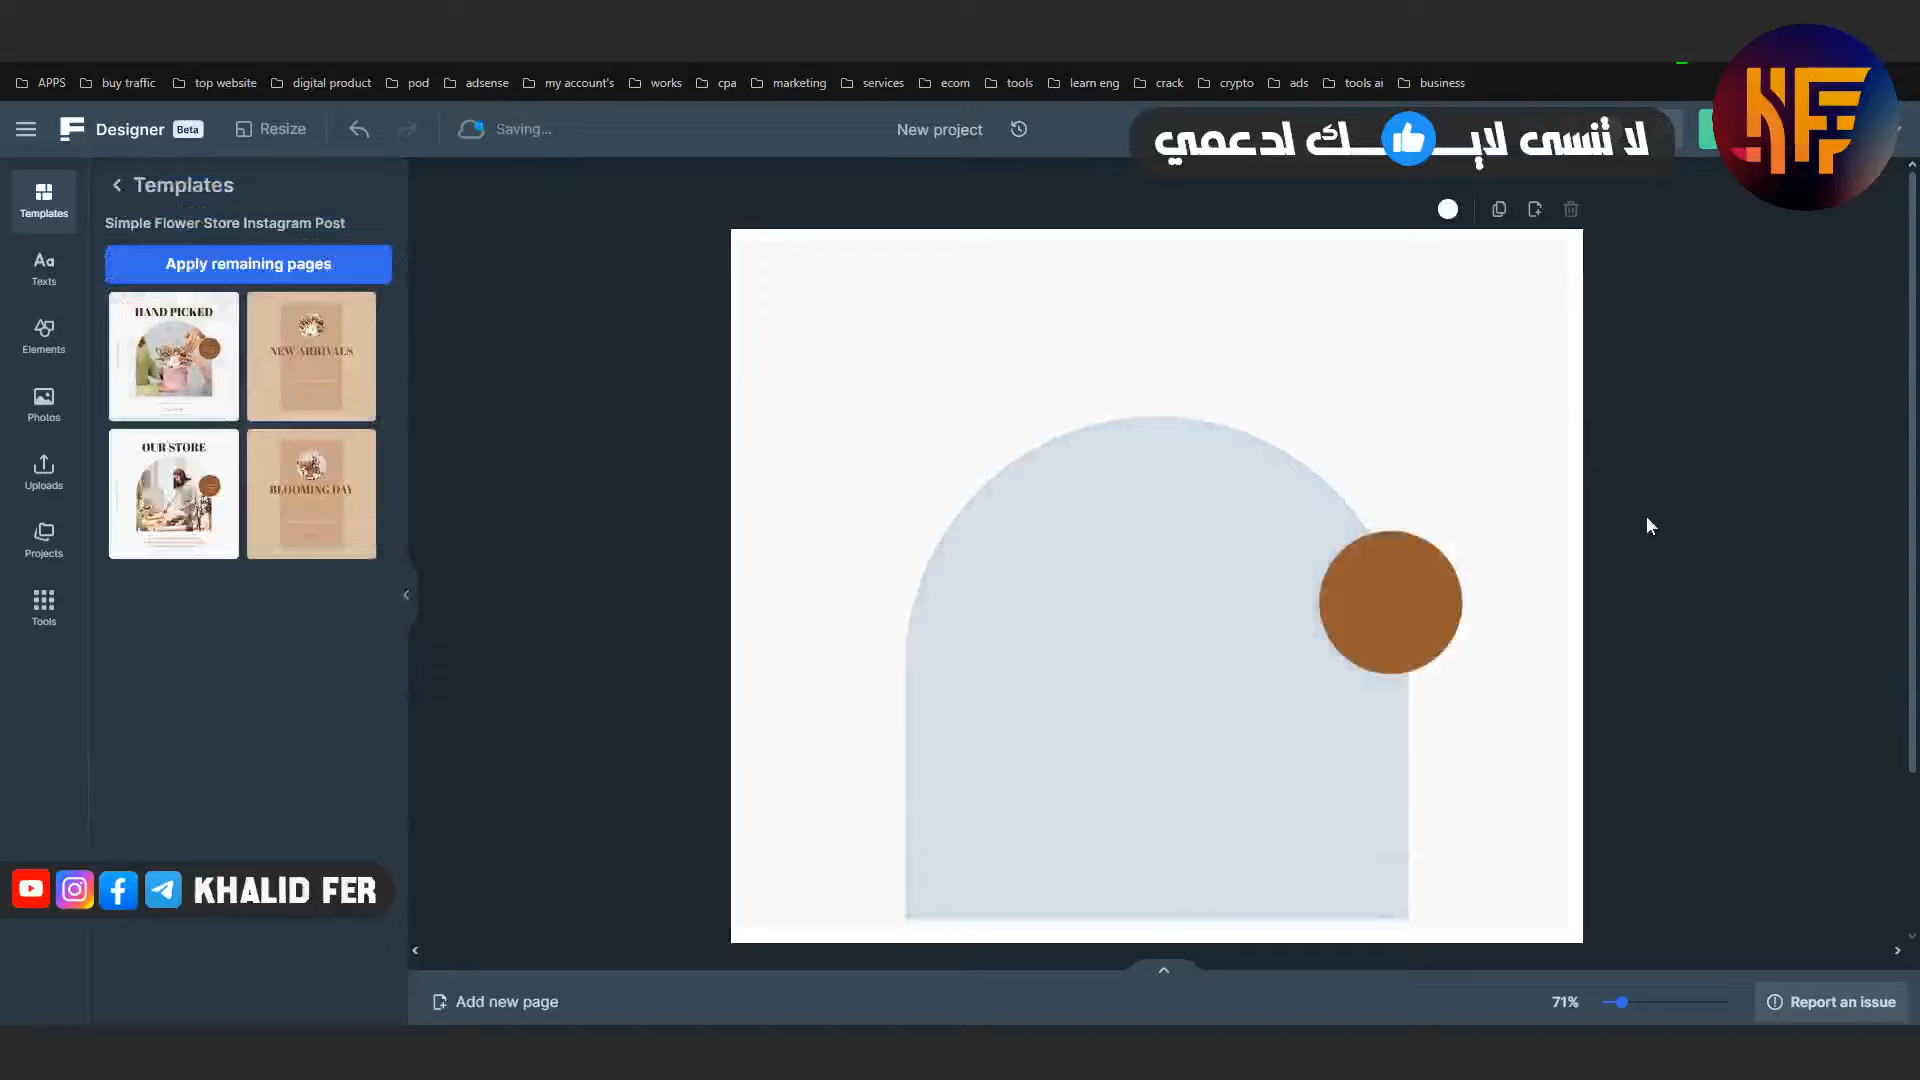 APPS buy traffic top website digital product pod adsense my account's works cpa marketing services ecom tools learn eng crack crypto ads tools ai business
Designer Beta Resize Saving... New project
لا تنسى لايـــك لدعمي
KF
Templates
Templates
Simple Flower Store Instagram Post
Apply remaining pages
Texts
Elements
Photos
Uploads
Projects
Tools
HAND PICKED
NEW ARRIVALS
OUR STORE
BLOOMING DAY
KHALID FER
Add new page
71%
Report an issue